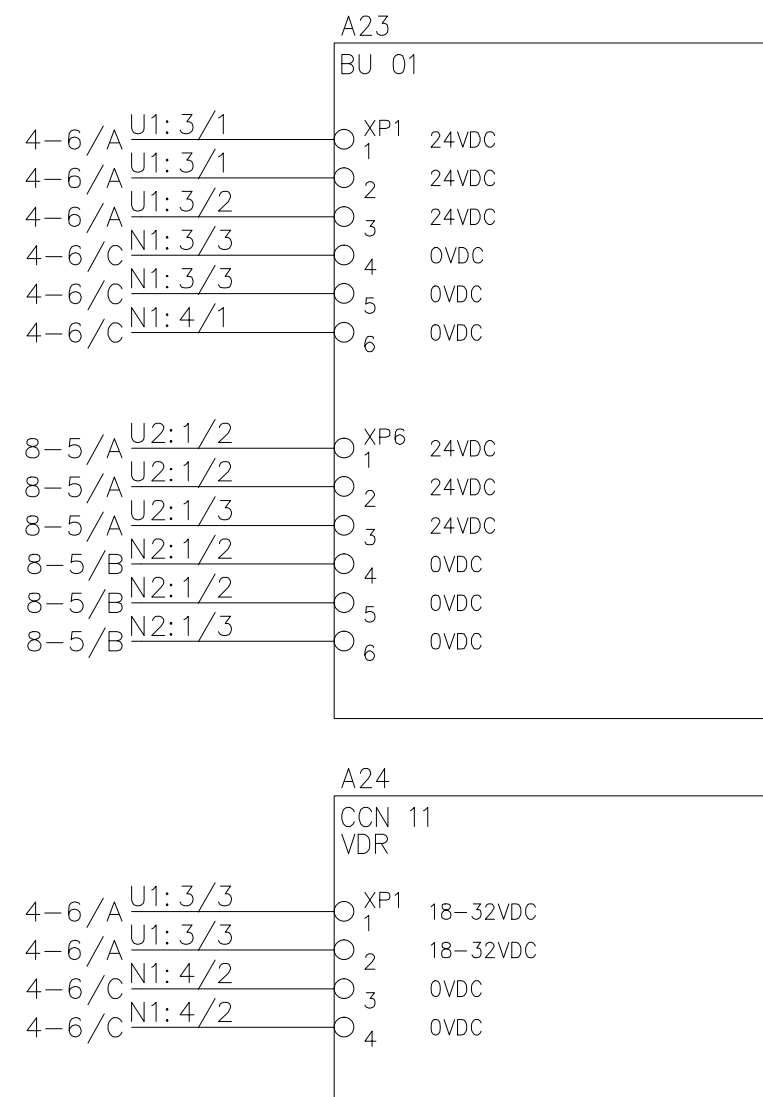 A23
BU 01
4-6/A U1:3/1 XP1 1 24VDC
4-6/A U1:3/1 2 24VDC
4-6/A U1:3/2 3 24VDC
4-6/C N1:3/3 4 0VDC
4-6/C N1:3/3 5 0VDC
4-6/C N1:4/1 6 0VDC
8-5/A U2:1/2 XP6 1 24VDC
8-5/A U2:1/2 2 24VDC
8-5/A U2:1/3 3 24VDC
8-5/B N2:1/2 4 0VDC
8-5/B N2:1/2 5 0VDC
8-5/B N2:1/3 6 0VDC
A24
CCN 11
VDR
4-6/A U1:3/3 XP1 1 18-32VDC
4-6/A U1:3/3 2 18-32VDC
4-6/C N1:4/2 3 0VDC
4-6/C N1:4/2 4 0VDC